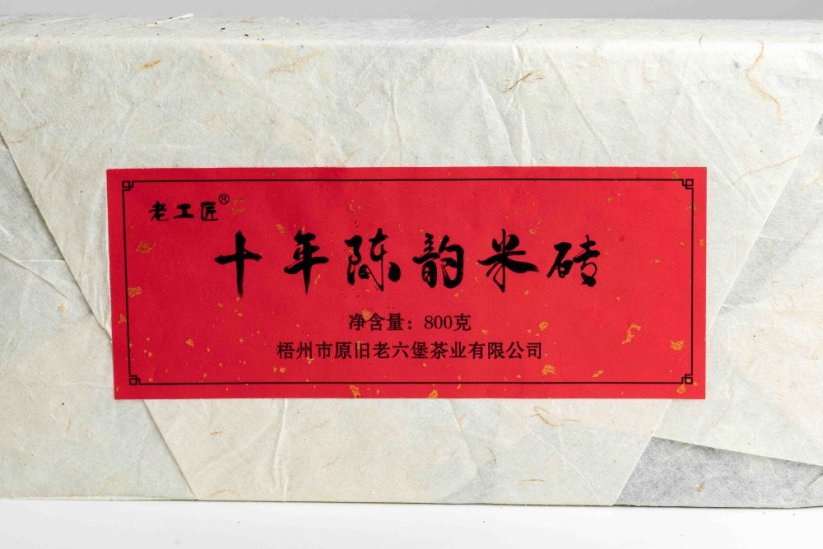 老工匠®
十年陈韵米砖
净含量：800克
梧州市原旧老六堡茶业有限公司